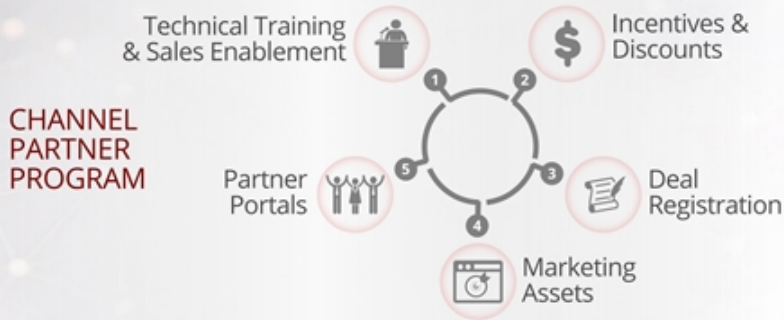 CHANNEL
PARTNER
PROGRAM
Technical Training
& Sales Enablement
1
Incentives &
Discounts
2
$
Deal
Registration
3
Marketing
Assets
4
Partner
Portals
5